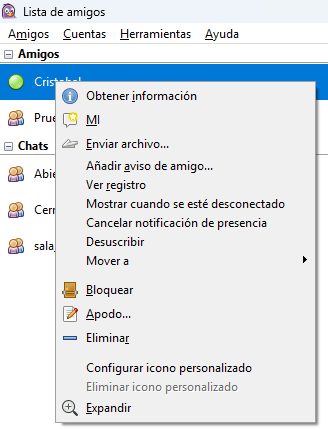 Lista de amigos
Amigos Cuentas Herramientas Ayuda
Amigos
Obtener información
Prue
MI
Enviar archivo...
Chats
Añadir aviso de amigo...
Abie
Ver registro
Mostrar cuando se esté desconectado
Cerr
Cancelar notificación de presencia
Desuscribir
sala_
Mover a
Bloquear
Apodo...
Eliminar
Configurar icono personalizado
Eliminar icono personalizado
Expandir